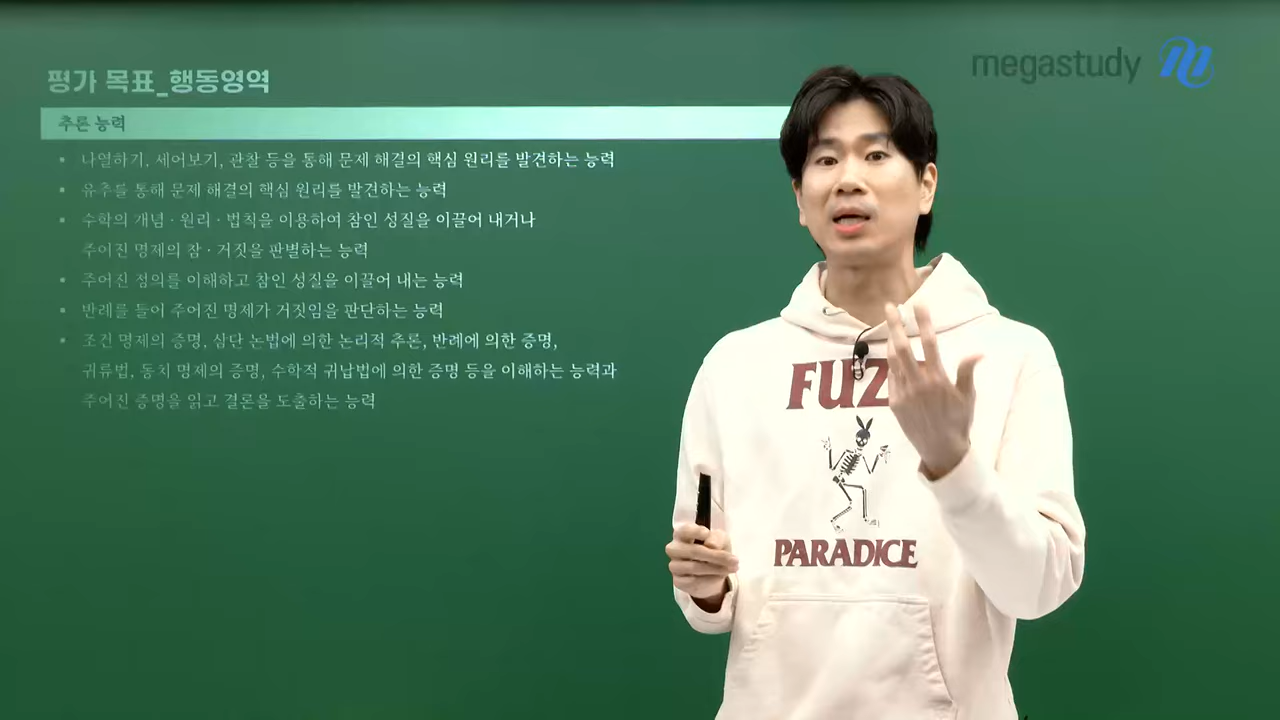 megastudy
평가 목표_행동영역
추론 능력
• 나열하기, 세어보기, 관찰 등을 통해 문제 해결의 핵심 원리를 발견하는 능력
• 유추를 통해 문제 해결의 핵심 원리를 발견하는 능력
• 수학의 개념 · 원리 · 법칙을 이용하여 참인 성질을 이끌어 내거나
주어진 명제의 참 · 거짓을 판별하는 능력
• 주어진 정의를 이해하고 참인 성질을 이끌어 내는 능력
• 반례를 들어 주어진 명제가 거짓임을 판단하는 능력
• 조건 명제의 증명, 삼단 논법에 의한 논리적 추론, 반례에 의한 증명,
귀류법, 동치 명제의 증명, 수학적 귀납법에 의한 증명 등을 이해하는 능력과
주어진 증명을 읽고 결론을 도출하는 능력
FUZ
PARADICE